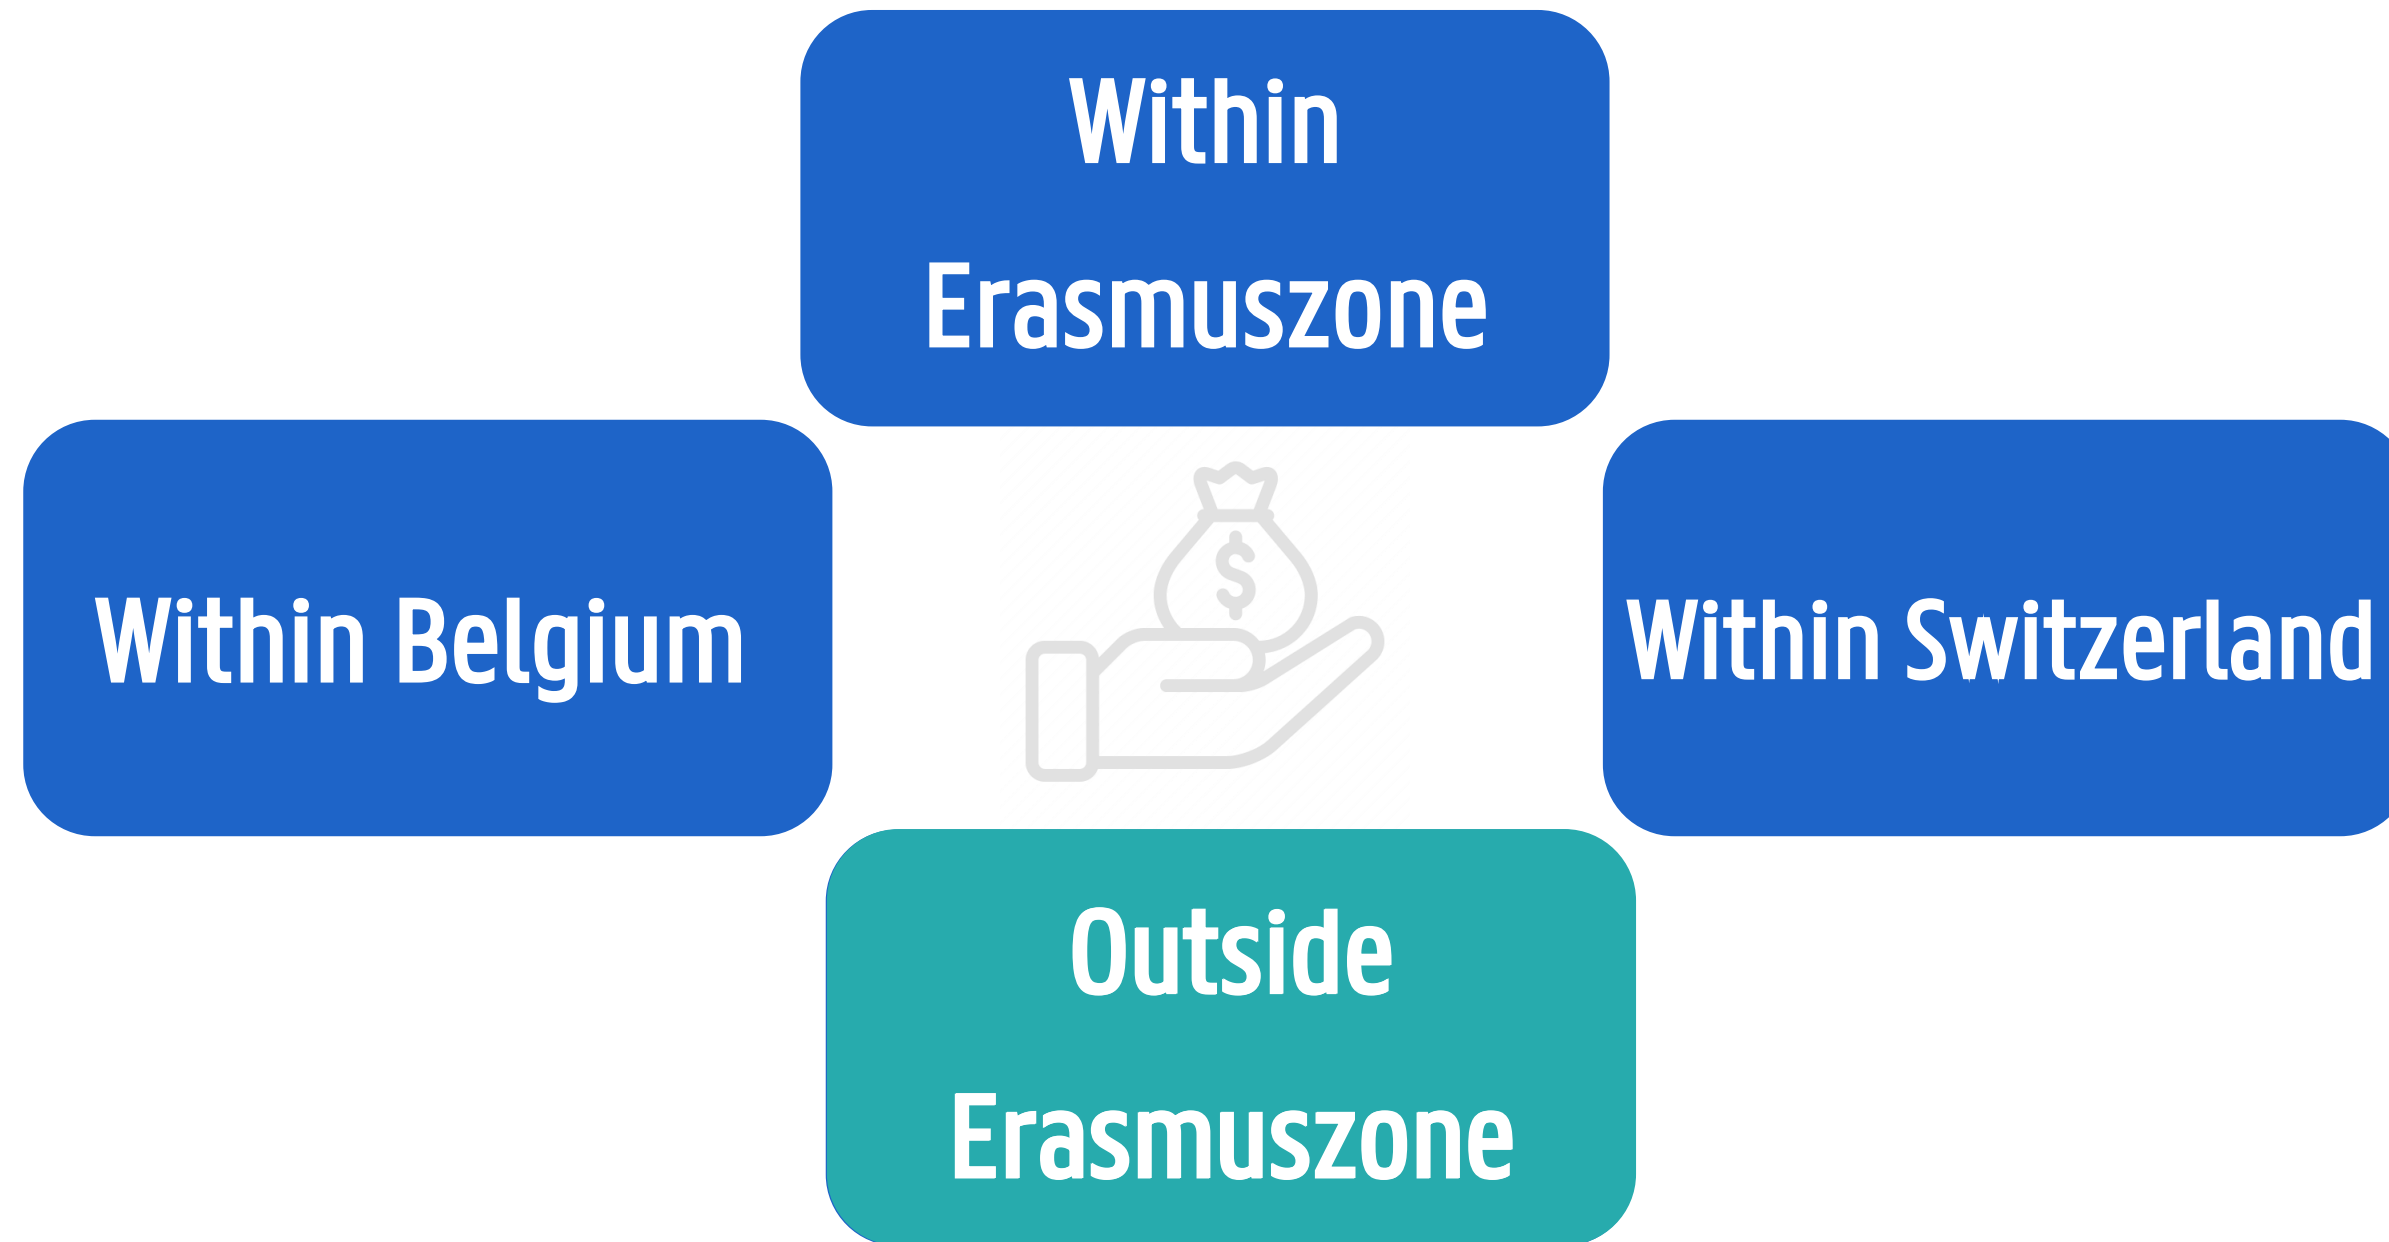 Within
Erasmuszone
Within Belgium
$
Within Switzerland
Outside
Erasmuszone